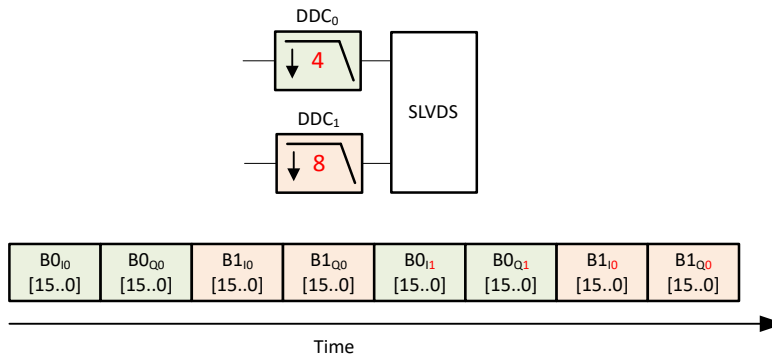 DDC₀
4
SLVDS
DDC₁
8
B0I0 B0Q0 B1I0 B1Q0 B0I1 B0Q1 B1I0 B1Q0
[15..0] [15..0] [15..0] [15..0] [15..0] [15..0] [15..0] [15..0]
Time